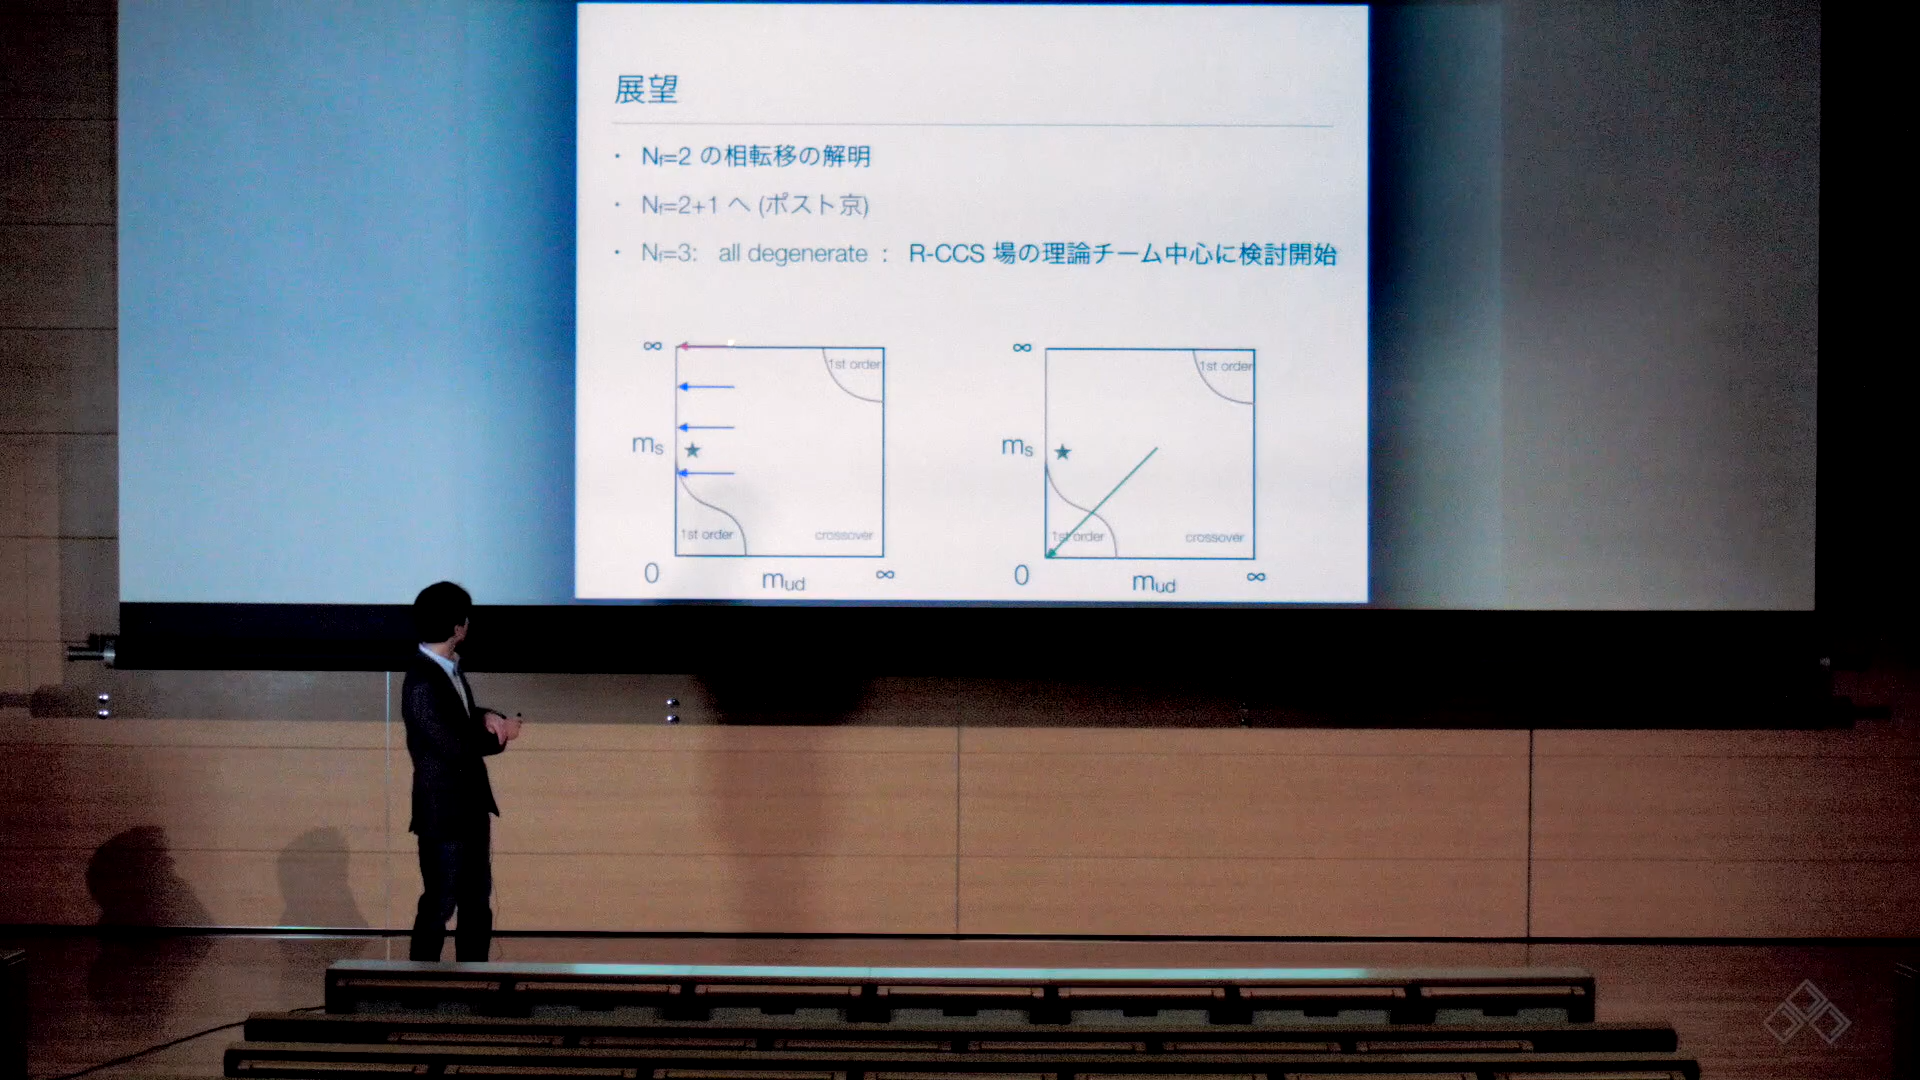 展望
・ Nf=2 の相転移の解明
・ Nf=2+1 へ (ポスト京)
・ Nf=3: all degenerate : R-CCS 場の理論チーム中心に検討開始
∞
1st order
ms
★
1st order
crossover
0
mud
∞
∞
1st order
ms
★
1st order
crossover
0
mud
∞